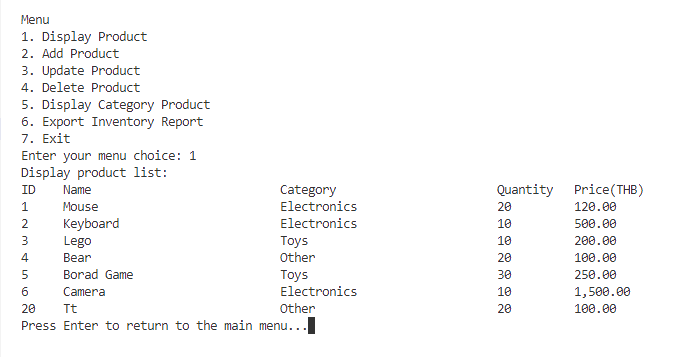 Menu
1. Display Product
2. Add Product
3. Update Product
4. Delete Product
5. Display Category Product
6. Export Inventory Report
7. Exit
Enter your menu choice: 1
Display product list:
ID Name Category Quantity Price(THB)
1 Mouse Electronics 20 120.00
2 Keyboard Electronics 10 500.00
3 Lego Toys 10 200.00
4 Bear Other 20 100.00
5 Borad Game Toys 30 250.00
6 Camera Electronics 10 1,500.00
20 Tt Other 20 100.00
Press Enter to return to the main menu...